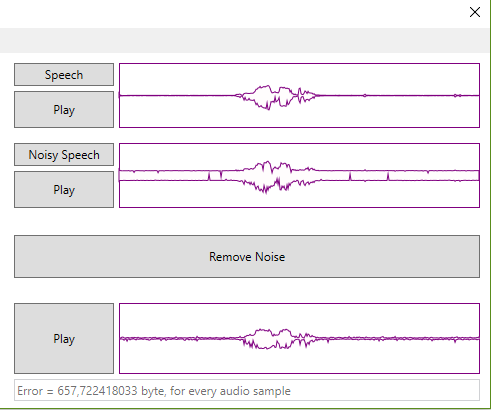 Speech
Play
Noisy Speech
Play
Remove Noise
Play
Error = 657,722418033 byte, for every audio sample